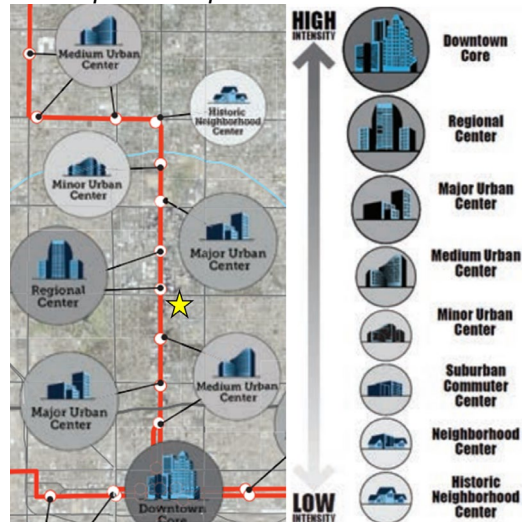 Medium Urban
Center
Historic
Neighborhood
Center
Minor Urban
Center
Major Urban
Center
Regional
Center
Medium Urban
Center
Major Urban
Center
Downtown
Core
HIGH
INTENSITY
LOW
INTENSITY
Downtown
Core
Regional
Center
Major Urban
Center
Medium Urban
Center
Minor Urban
Center
Suburban
Commuter
Center
Neighborhood
Center
Historic
Neighborhood
Center